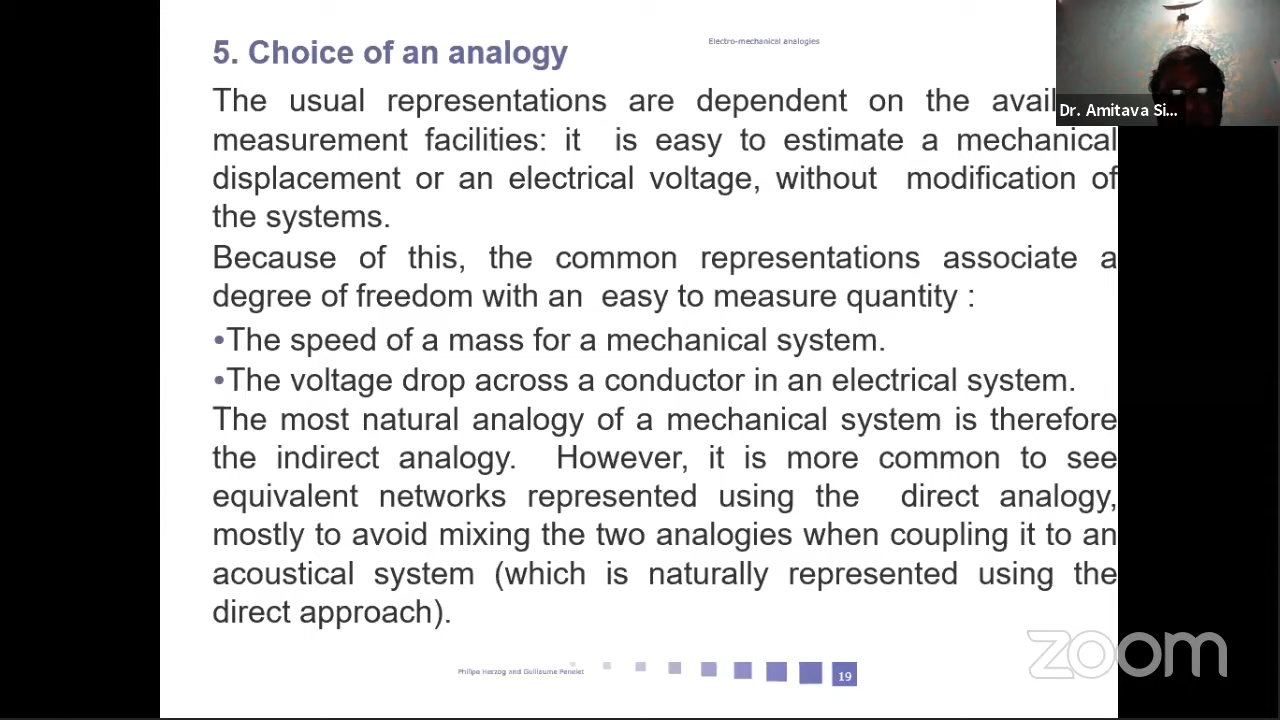 5. Choice of an analogy
Electro-mechanical analogies
The usual representations are dependent on the
measurement facilities: it is easy to estimate a mechanical
displacement or an electrical voltage, without modification of
the systems.
Because of this, the common representations associate a
degree of freedom with an easy to measure quantity :
•The speed of a mass for a mechanical system.
•The voltage drop across a conductor in an electrical system.
The most natural analogy of a mechanical system is therefore
the indirect analogy. However, it is more common to see
equivalent networks represented using the direct analogy,
mostly to avoid mixing the two analogies when coupling it to an
acoustical system (which is naturally represented using the
direct approach).
Philipe Herzog and Guillaume Penelet
19
Dr. Amitava Si...
zoom